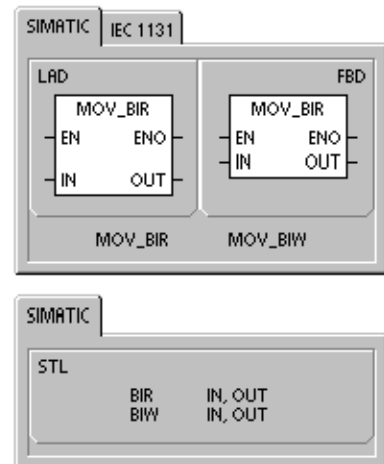 SIMATIC IEC 1131
LAD
MOV_BIR
EN ENO
IN OUT
FBD
MOV_BIR
EN ENO
IN OUT
MOV_BIR MOV_BIW
SIMATIC
STL
BIR IN, OUT
BIW IN, OUT